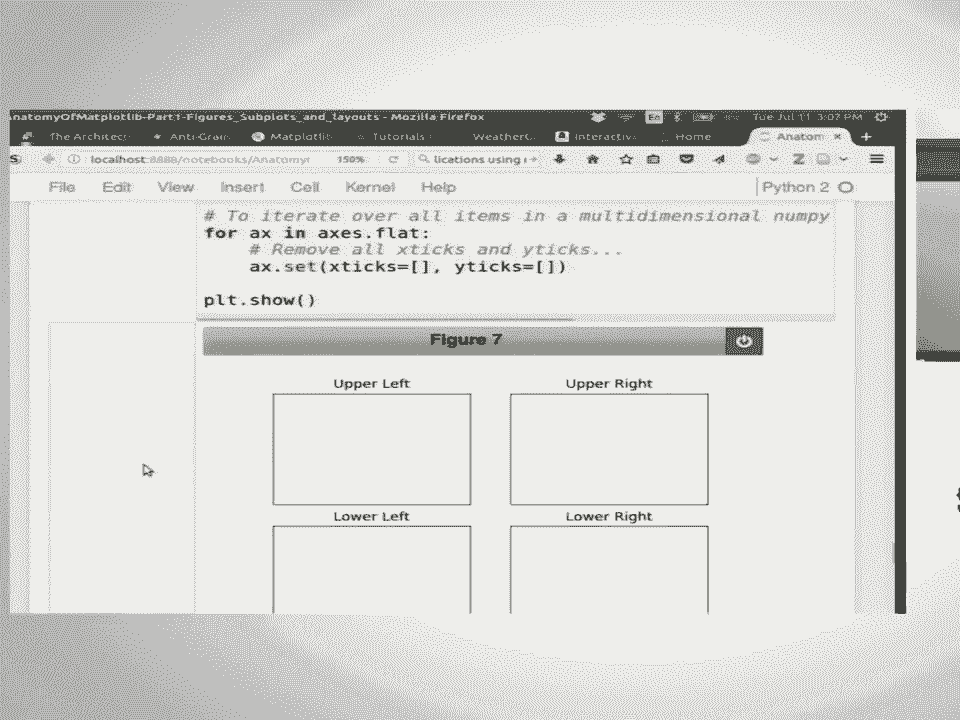 AnatomyOfMatplotlib-Part1-Figures_Subplots_and_layouts - Mozilla Firefox
En
Tue Jul 11 3:07 PM
The Architect
Anti-Grain
Matplotlib
Tutorials
WeatherC
Interactiv
Home
Anatom
localhost:8888/notebooks/Anatomy
150%
lications using
File Edit View Insert Cell Kernel Help
Python 2
# To iterate over all items in a multidimensional numpy
for ax in axes.flat:
# Remove all xticks and yticks...
ax.set(xticks=[], yticks=[])
plt.show()
Figure 7
Upper Left
Upper Right
Lower Left
Lower Right